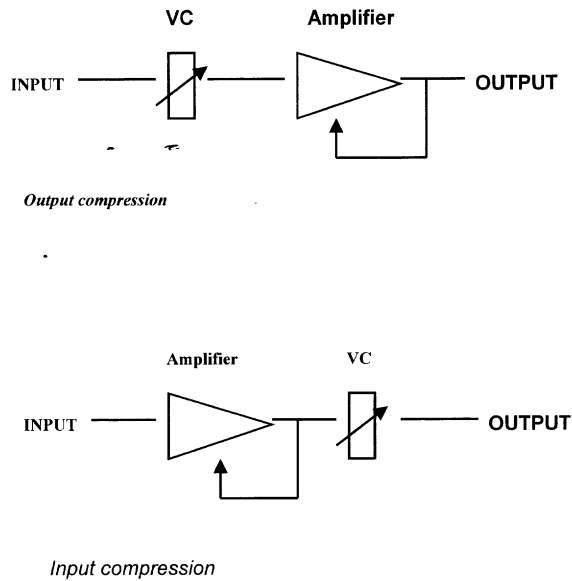 VC Amplifier
INPUT OUTPUT
Output compression
Amplifier VC
INPUT OUTPUT
Input compression